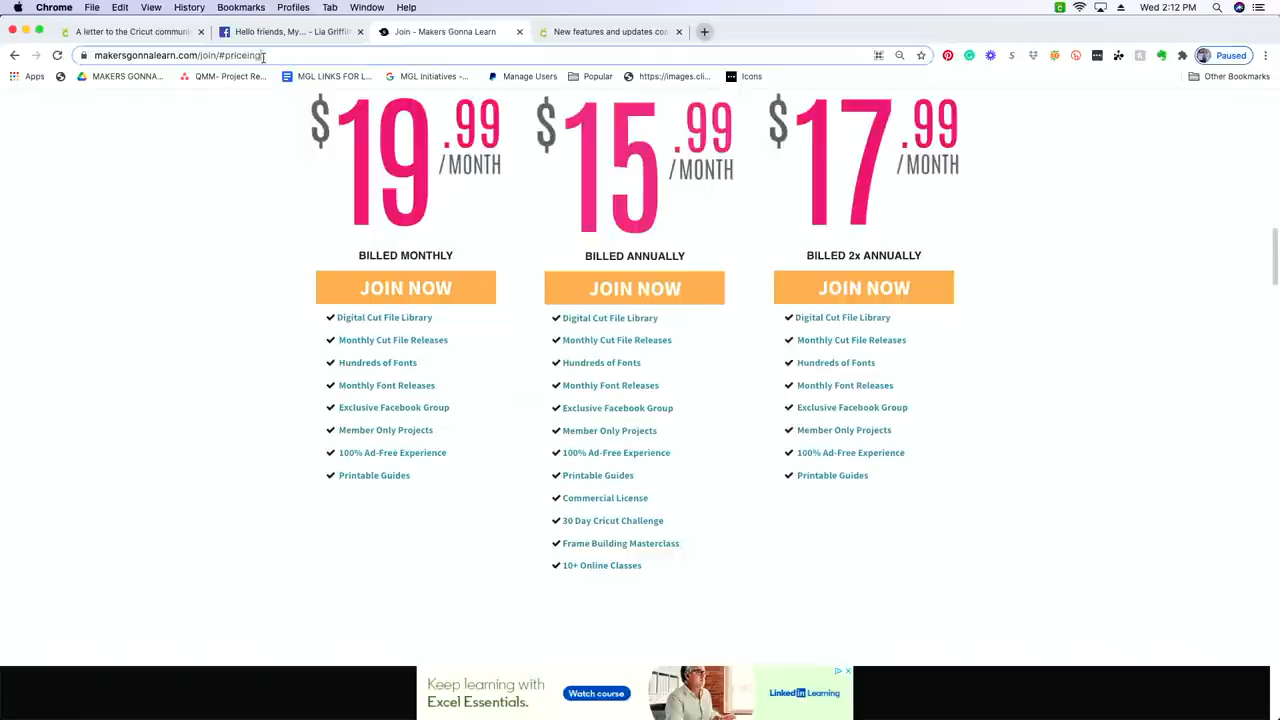 Chrome File Edit View History Bookmarks Profiles Tab Window Help Wed 2:12 PM
A letter to the Cricut communi × Hello friends, My... - Lia Griffith × Join - Makers Gonna Learn × New features and updates con × +
makersgonnalearn.com/join/#priceing Paused
Apps MAKERS GONNA... QMM- Project Re... MGL LINKS FOR L... MGL Initiatives -... Manage Users Popular https://images.cli... Icons Other Bookmarks
$19.99 /MONTH
BILLED MONTHLY
JOIN NOW
Digital Cut File Library
Monthly Cut File Releases
Hundreds of Fonts
Monthly Font Releases
Exclusive Facebook Group
Member Only Projects
100% Ad-Free Experience
Printable Guides
$15.99 /MONTH
BILLED ANNUALLY
JOIN NOW
Digital Cut File Library
Monthly Cut File Releases
Hundreds of Fonts
Monthly Font Releases
Exclusive Facebook Group
Member Only Projects
100% Ad-Free Experience
Printable Guides
Commercial License
30 Day Cricut Challenge
Frame Building Masterclass
10+ Online Classes
$17.99 /MONTH
BILLED 2x ANNUALLY
JOIN NOW
Digital Cut File Library
Monthly Cut File Releases
Hundreds of Fonts
Monthly Font Releases
Exclusive Facebook Group
Member Only Projects
100% Ad-Free Experience
Printable Guides
Keep learning with
Excel Essentials.
Watch course
LinkedIn Learning